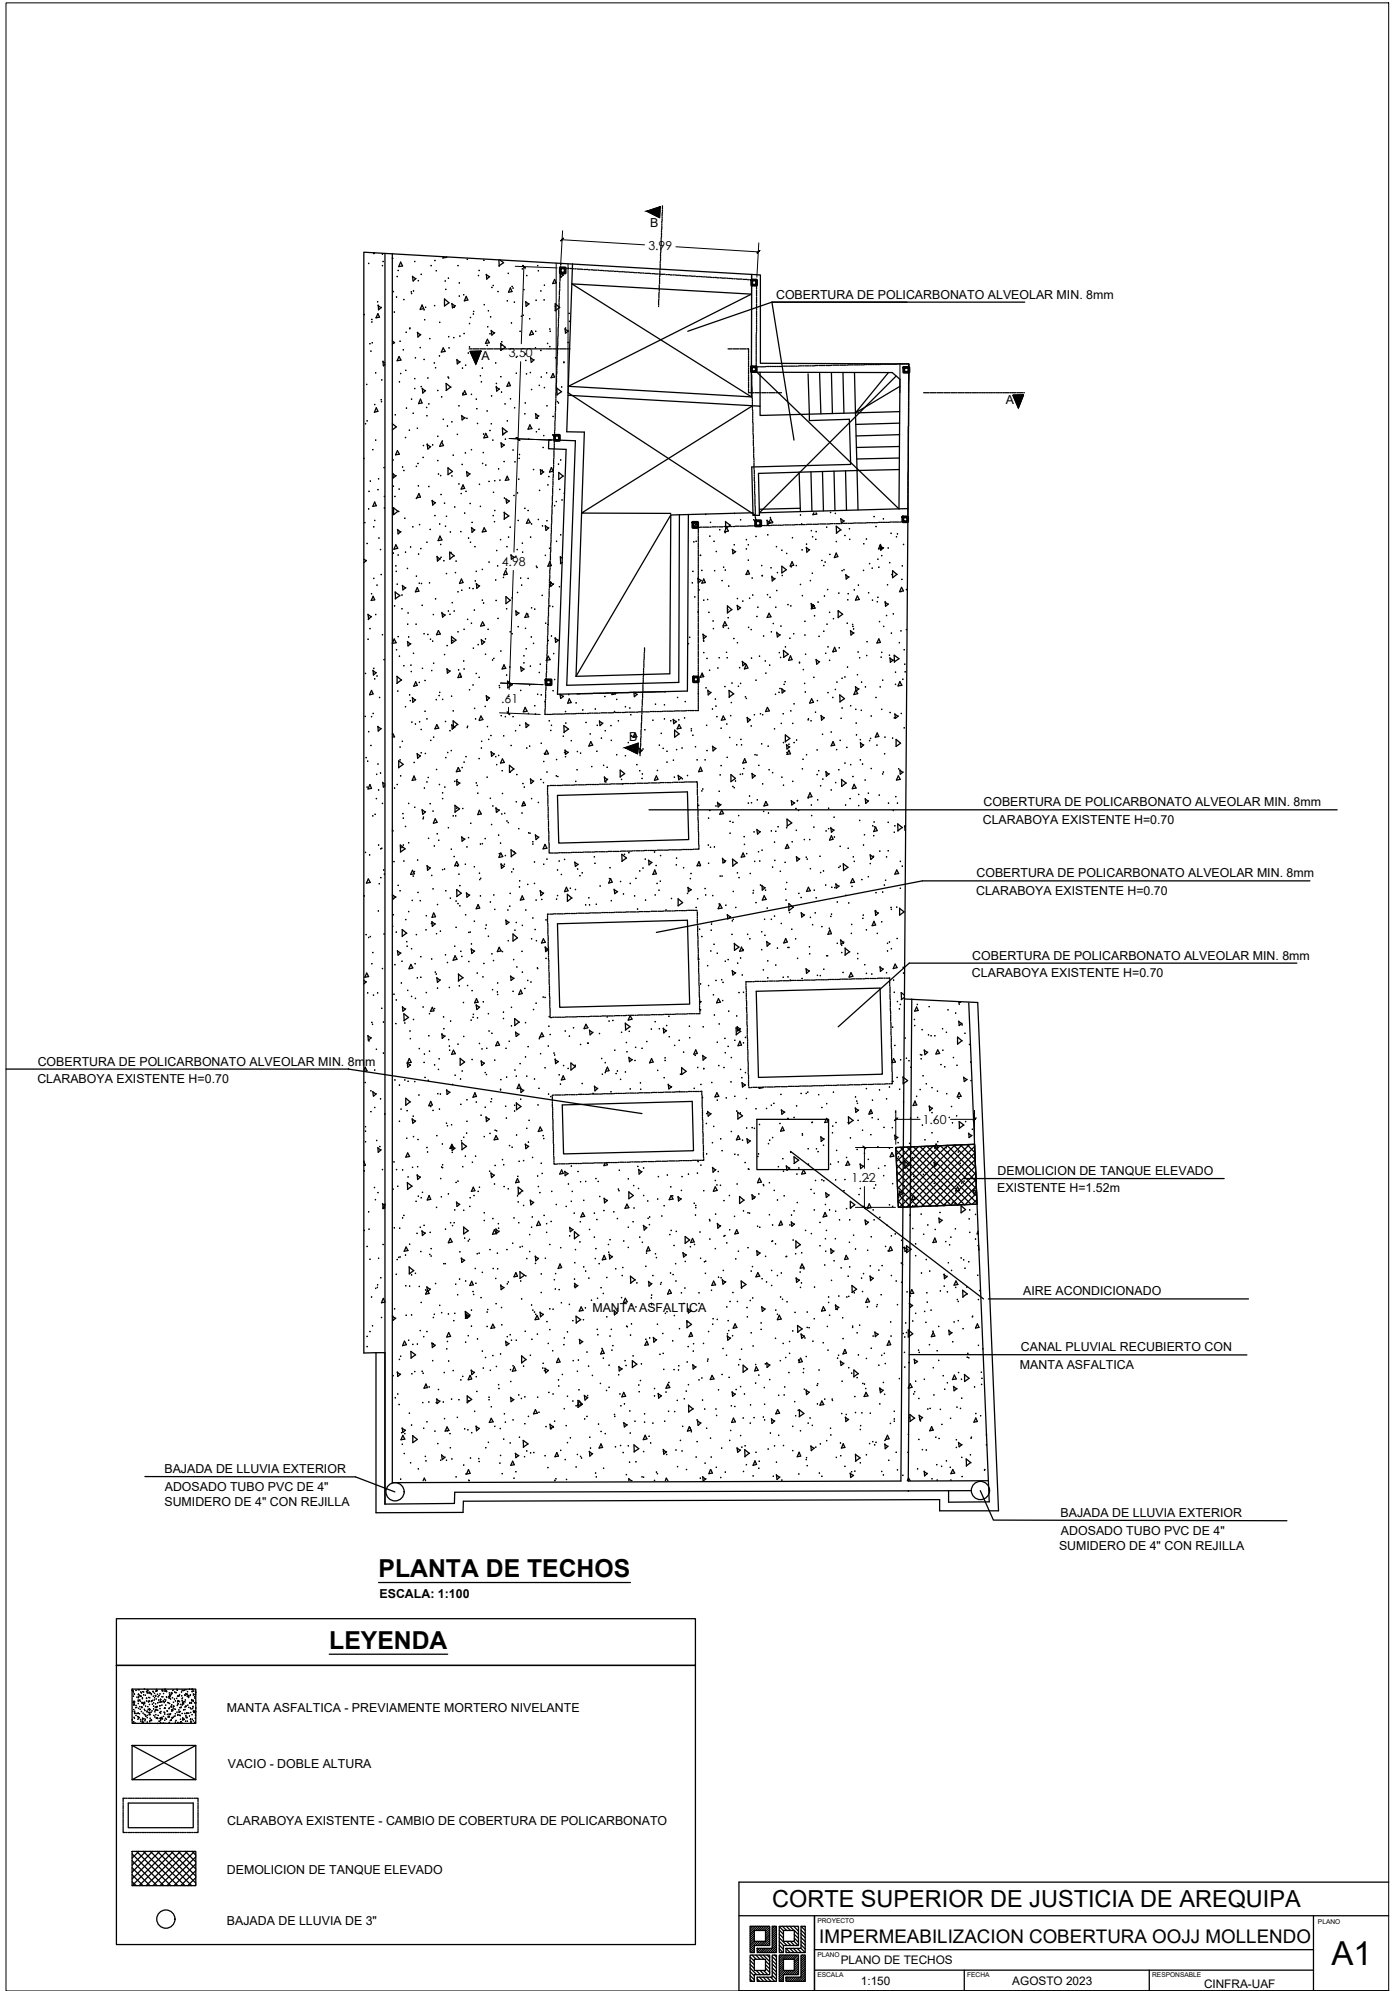 B
3.99
COBERTURA DE POLICARBONATO ALVEOLAR MIN. 8mm
A
3.50
A
4.98
.61
B
COBERTURA DE POLICARBONATO ALVEOLAR MIN. 8mm
CLARABOYA EXISTENTE H=0.70
COBERTURA DE POLICARBONATO ALVEOLAR MIN. 8mm
CLARABOYA EXISTENTE H=0.70
COBERTURA DE POLICARBONATO ALVEOLAR MIN. 8mm
CLARABOYA EXISTENTE H=0.70
COBERTURA DE POLICARBONATO ALVEOLAR MIN. 8mm
CLARABOYA EXISTENTE H=0.70
1.60
1.22
DEMOLICION DE TANQUE ELEVADO
EXISTENTE H=1.52m
AIRE ACONDICIONADO
MANTA ASFALTICA
CANAL PLUVIAL RECUBIERTO CON
MANTA ASFALTICA
BAJADA DE LLUVIA EXTERIOR
ADOSADO TUBO PVC DE 4"
SUMIDERO DE 4" CON REJILLA
BAJADA DE LLUVIA EXTERIOR
ADOSADO TUBO PVC DE 4"
SUMIDERO DE 4" CON REJILLA
PLANTA DE TECHOS
ESCALA: 1:100
LEYENDA
MANTA ASFALTICA - PREVIAMENTE MORTERO NIVELANTE
VACIO - DOBLE ALTURA
CLARABOYA EXISTENTE - CAMBIO DE COBERTURA DE POLICARBONATO
DEMOLICION DE TANQUE ELEVADO
BAJADA DE LLUVIA DE 3"
CORTE SUPERIOR DE JUSTICIA DE AREQUIPA
PROYECTO
IMPERMEABILIZACION COBERTURA OOJJ MOLLENDO
PLANO
A1
PLANO PLANO DE TECHOS
ESCALA 1:150
FECHA AGOSTO 2023
RESPONSABLE CINFRA-UAF